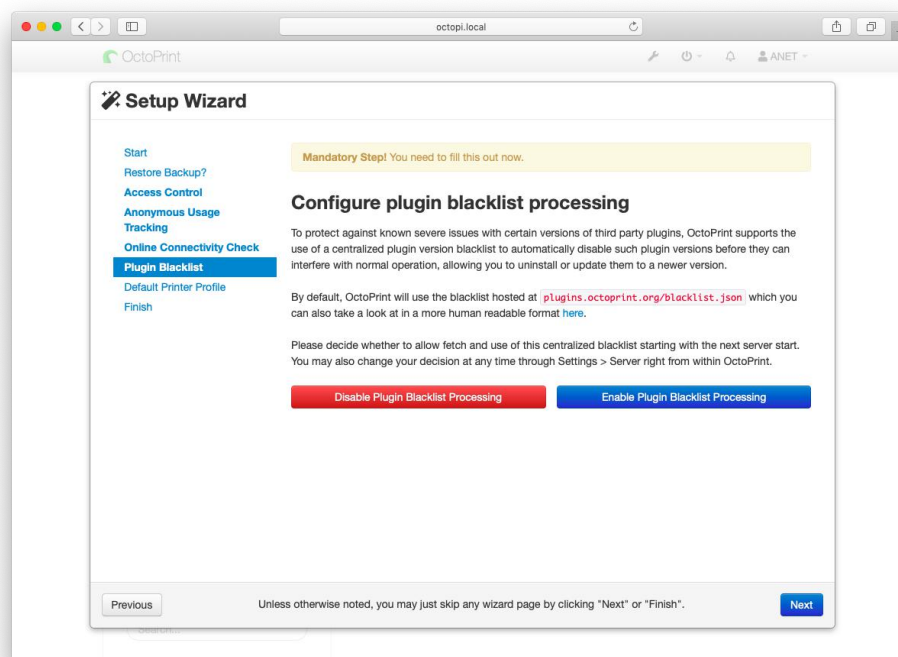 octopi.local
OctoPrint
ANET
Setup Wizard
Start
Restore Backup?
Access Control
Anonymous Usage
Tracking
Online Connectivity Check
Plugin Blacklist
Default Printer Profile
Finish
Mandatory Step! You need to fill this out now.
Configure plugin blacklist processing
To protect against known severe issues with certain versions of third party plugins, OctoPrint supports the
use of a centralized plugin version blacklist to automatically disable such plugin versions before they can
interfere with normal operation, allowing you to uninstall or update them to a newer version.
By default, OctoPrint will use the blacklist hosted at plugins.octoprint.org/blacklist.json which you
can also take a look at in a more human readable format here.
Please decide whether to allow fetch and use of this centralized blacklist starting with the next server start.
You may also change your decision at any time through Settings > Server right from within OctoPrint.
Disable Plugin Blacklist Processing
Enable Plugin Blacklist Processing
Previous
Unless otherwise noted, you may just skip any wizard page by clicking "Next" or "Finish".
Next
Search...